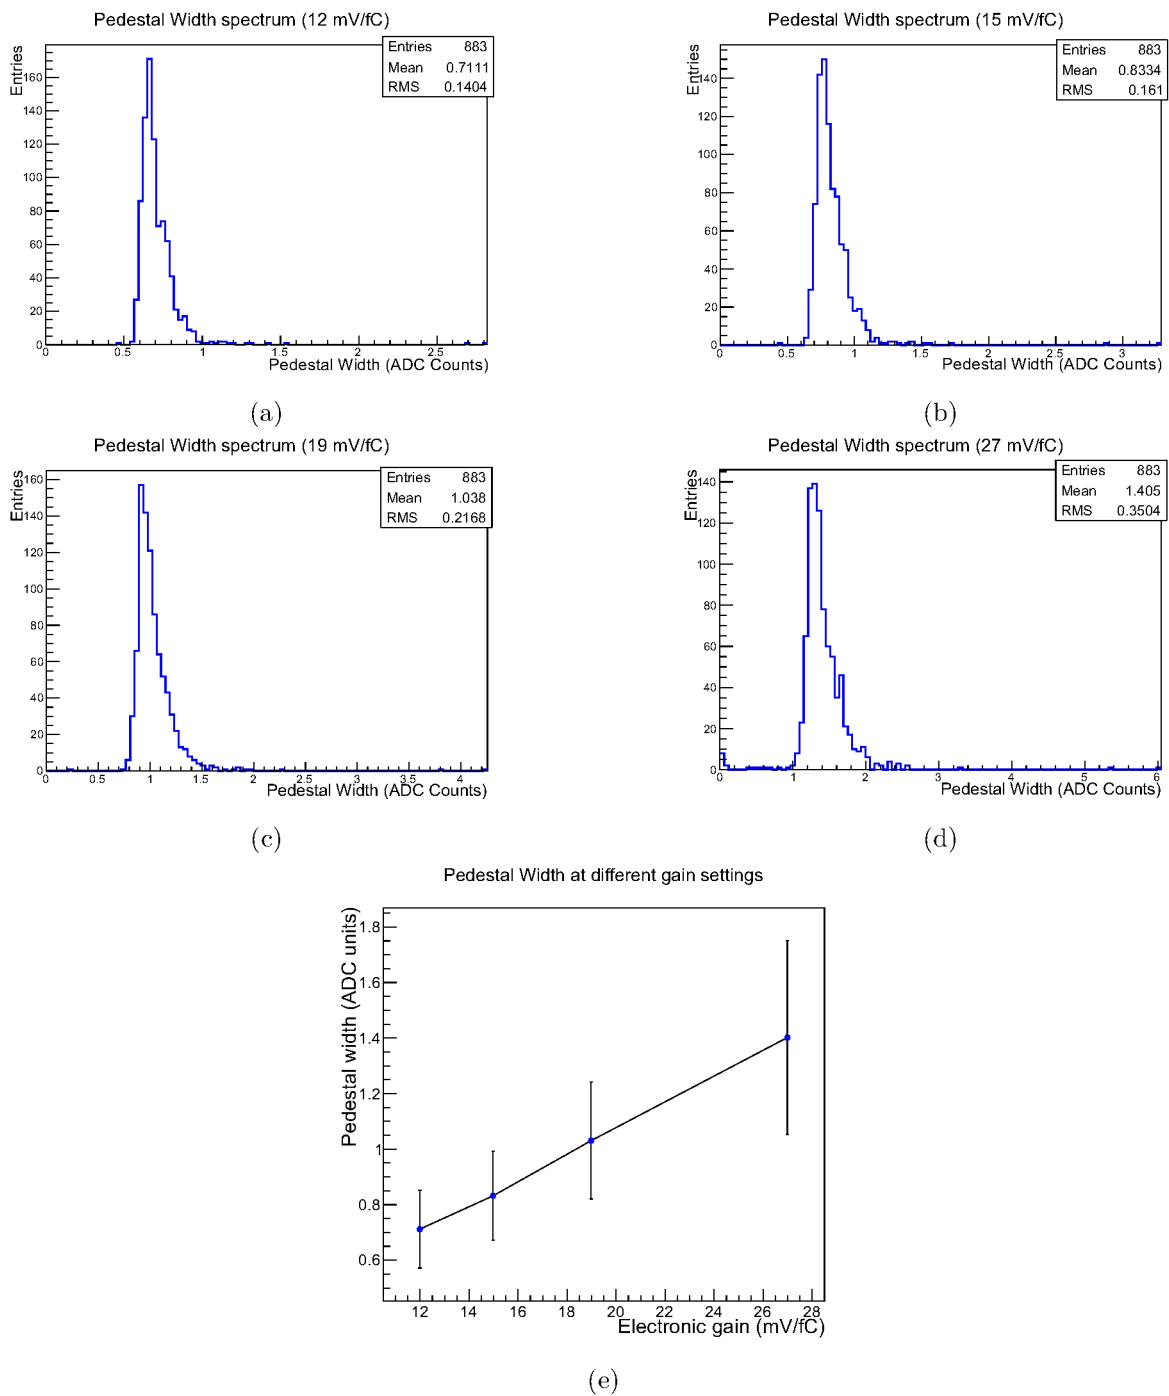 Pedestal Width spectrum (12 mV/fC)
Entries
Entries 883
Mean 0.7111
RMS 0.1404
160
140
120
100
80
60
40
20
0
0 0.5 1 1.5 2 2.5
Pedestal Width (ADC Counts)
(a)
Pedestal Width spectrum (15 mV/fC)
Entries
Entries 883
Mean 0.8334
RMS 0.161
140
120
100
80
60
40
20
0
0 0.5 1 1.5 2 2.5 3
Pedestal Width (ADC Counts)
(b)
Pedestal Width spectrum (19 mV/fC)
Entries
Entries 883
Mean 1.038
RMS 0.2168
160
140
120
100
80
60
40
20
0
0 0.5 1 1.5 2 2.5 3 3.5 4
Pedestal Width (ADC Counts)
(c)
Pedestal Width spectrum (27 mV/fC)
Entries
Entries 883
Mean 1.405
RMS 0.3504
140
120
100
80
60
40
20
0
0 1 2 3 4 5 6
Pedestal Width (ADC Counts)
(d)
Pedestal Width at different gain settings
Pedestal width (ADC units)
1.8
1.6
1.4
1.2
1
0.8
0.6
12 14 16 18 20 22 24 26 28
Electronic gain (mV/fC)
(e)